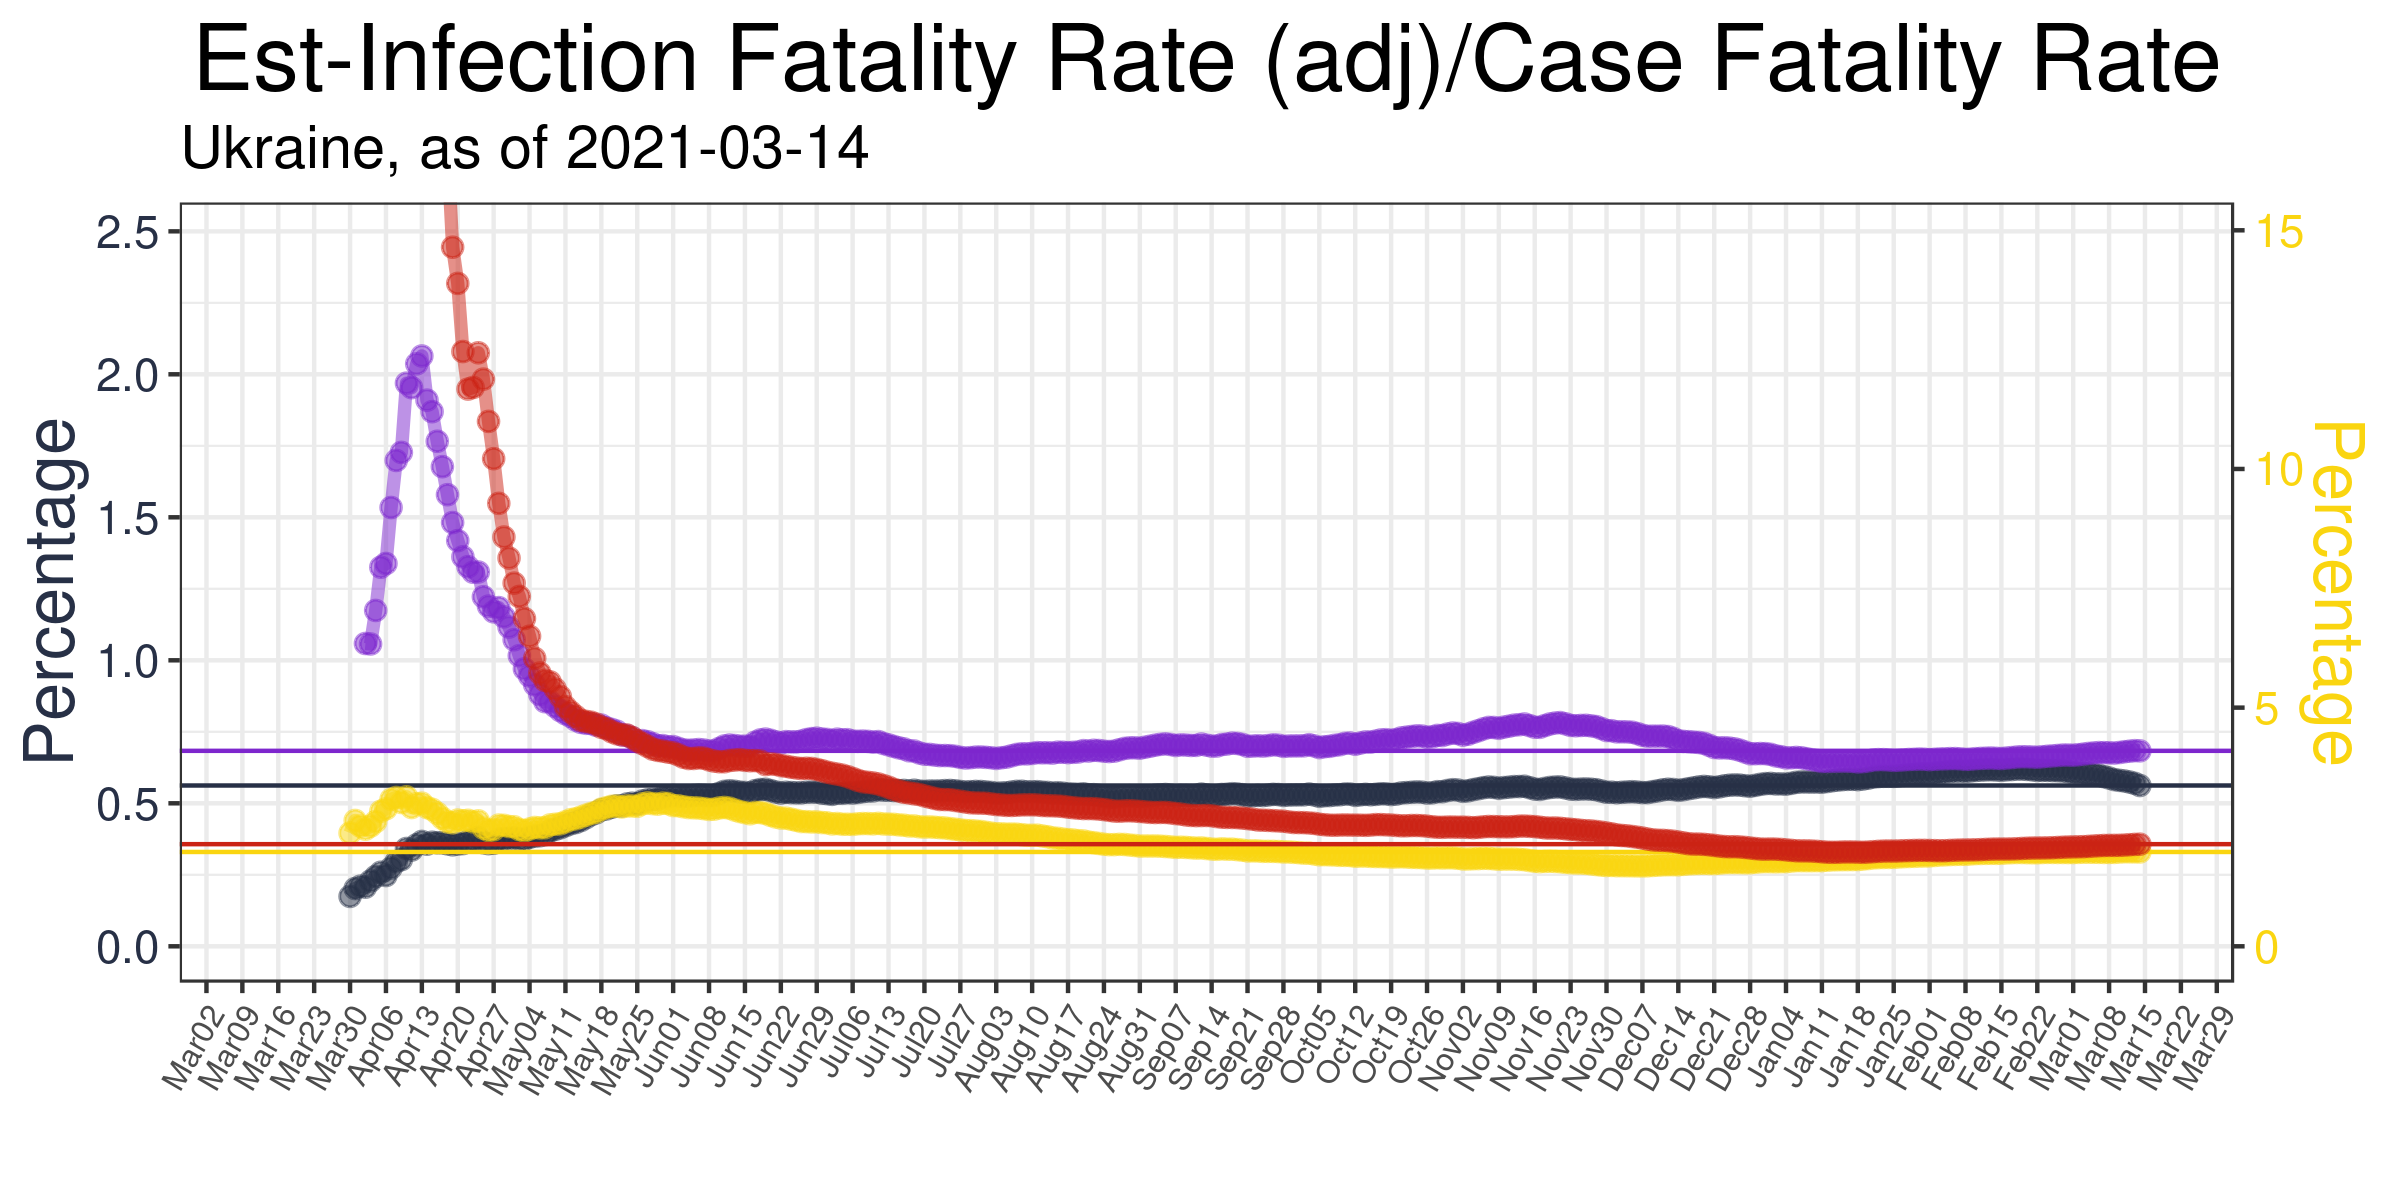 Est-Infection Fatality Rate (adj)/Case Fatality Rate
Ukraine, as of 2021-03-14
Percentage
2.5
2.0
1.5
1.0
0.5
0.0
15
10
5
0
Percentage
Mar02
Mar09
Mar16
Mar23
Mar30
Apr06
Apr13
Apr20
Apr27
May04
May11
May18
May25
Jun01
Jun08
Jun15
Jun22
Jun29
Jul06
Jul13
Jul20
Jul27
Aug03
Aug10
Aug17
Aug24
Aug31
Sep07
Sep14
Sep21
Sep28
Oct05
Oct12
Oct19
Oct26
Nov02
Nov09
Nov16
Nov23
Nov30
Dec07
Dec14
Dec21
Dec28
Jan04
Jan11
Jan18
Jan25
Feb01
Feb08
Feb15
Feb22
Mar01
Mar08
Mar15
Mar22
Mar29